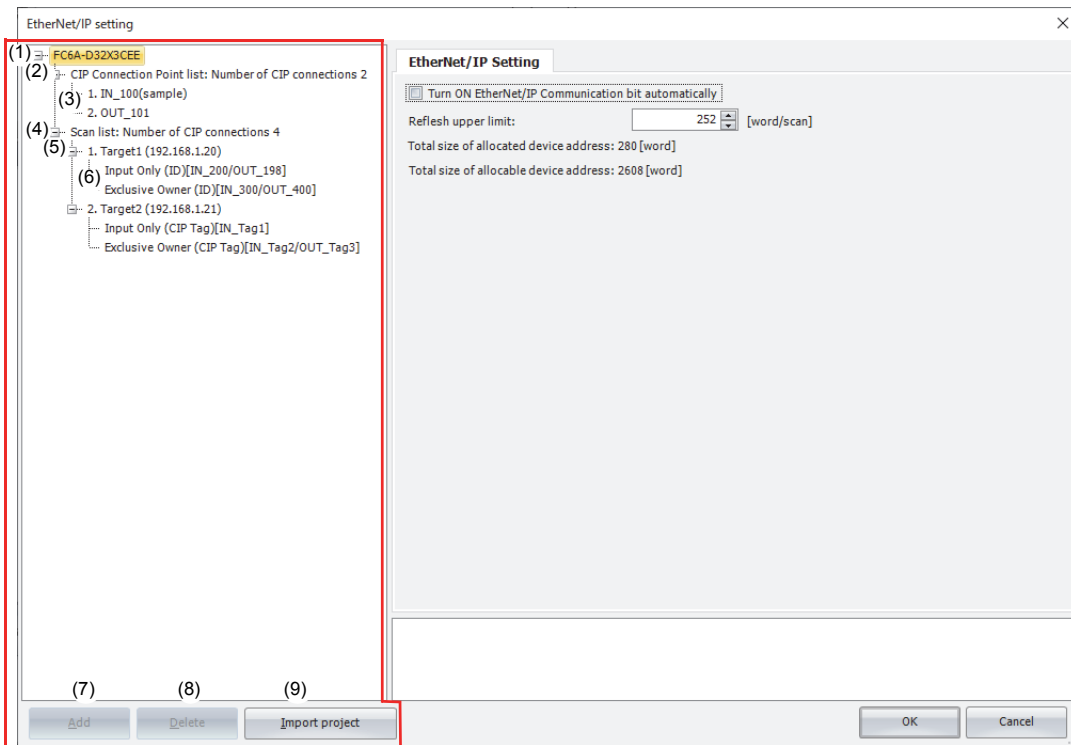 EtherNet/IP setting
(1) FC6A-D32X3CEE
(2) CIP Connection Point list: Number of CIP connections 2
(3) 1. IN_100(sample)
2. OUT_101
(4) Scan list: Number of CIP connections 4
(5) 1. Target1 (192.168.1.20)
(6) Input Only (ID)[IN_200/OUT_198]
Exclusive Owner (ID)[IN_300/OUT_400]
2. Target2 (192.168.1.21)
Input Only (CIP Tag)[IN_Tag1]
Exclusive Owner (CIP Tag)[IN_Tag2/OUT_Tag3]
EtherNet/IP Setting
Turn ON EtherNet/IP Communication bit automatically
Reflesh upper limit: 252 [word/scan]
Total size of allocated device address: 280 [word]
Total size of allocable device address: 2608 [word]
(7) (8) (9)
Add Delete Import project OK Cancel